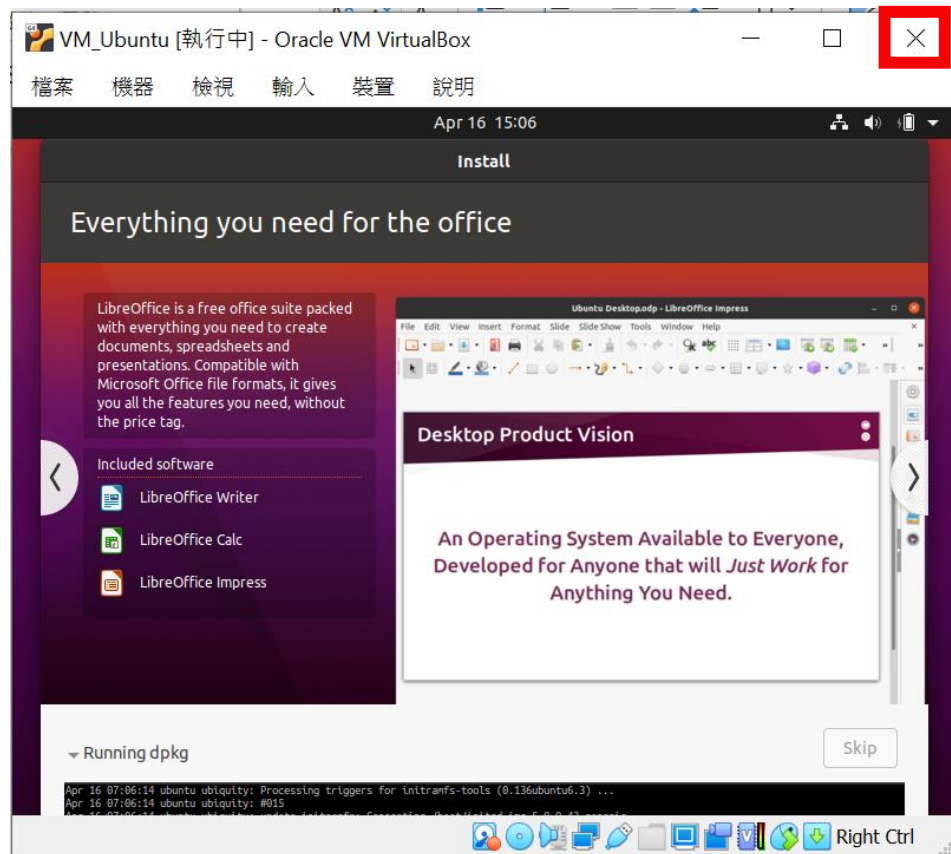 VM_Ubuntu [執行中] - Oracle VM VirtualBox
檔案 機器 檢視 輸入 裝置 說明
Apr 16 15:06
Install
Everything you need for the office
LibreOffice is a free office suite packed
with everything you need to create
documents, spreadsheets and
presentations. Compatible with
Microsoft Office file formats, it gives
you all the features you need, without
the price tag.
Included software
LibreOffice Writer
LibreOffice Calc
LibreOffice Impress
Ubuntu Desktop.odp - LibreOffice Impress
File Edit View Insert Format Slide Slide Show Tools Window Help
Desktop Product Vision
An Operating System Available to Everyone,
Developed for Anyone that will Just Work for
Anything You Need.
Running dpkg
Skip
Apr 16 07:06:14 ubuntu ubiquity: Processing triggers for initramfs-tools (0.136ubuntu6.3) ...
Apr 16 07:06:14 ubuntu ubiquity: #015
Right Ctrl